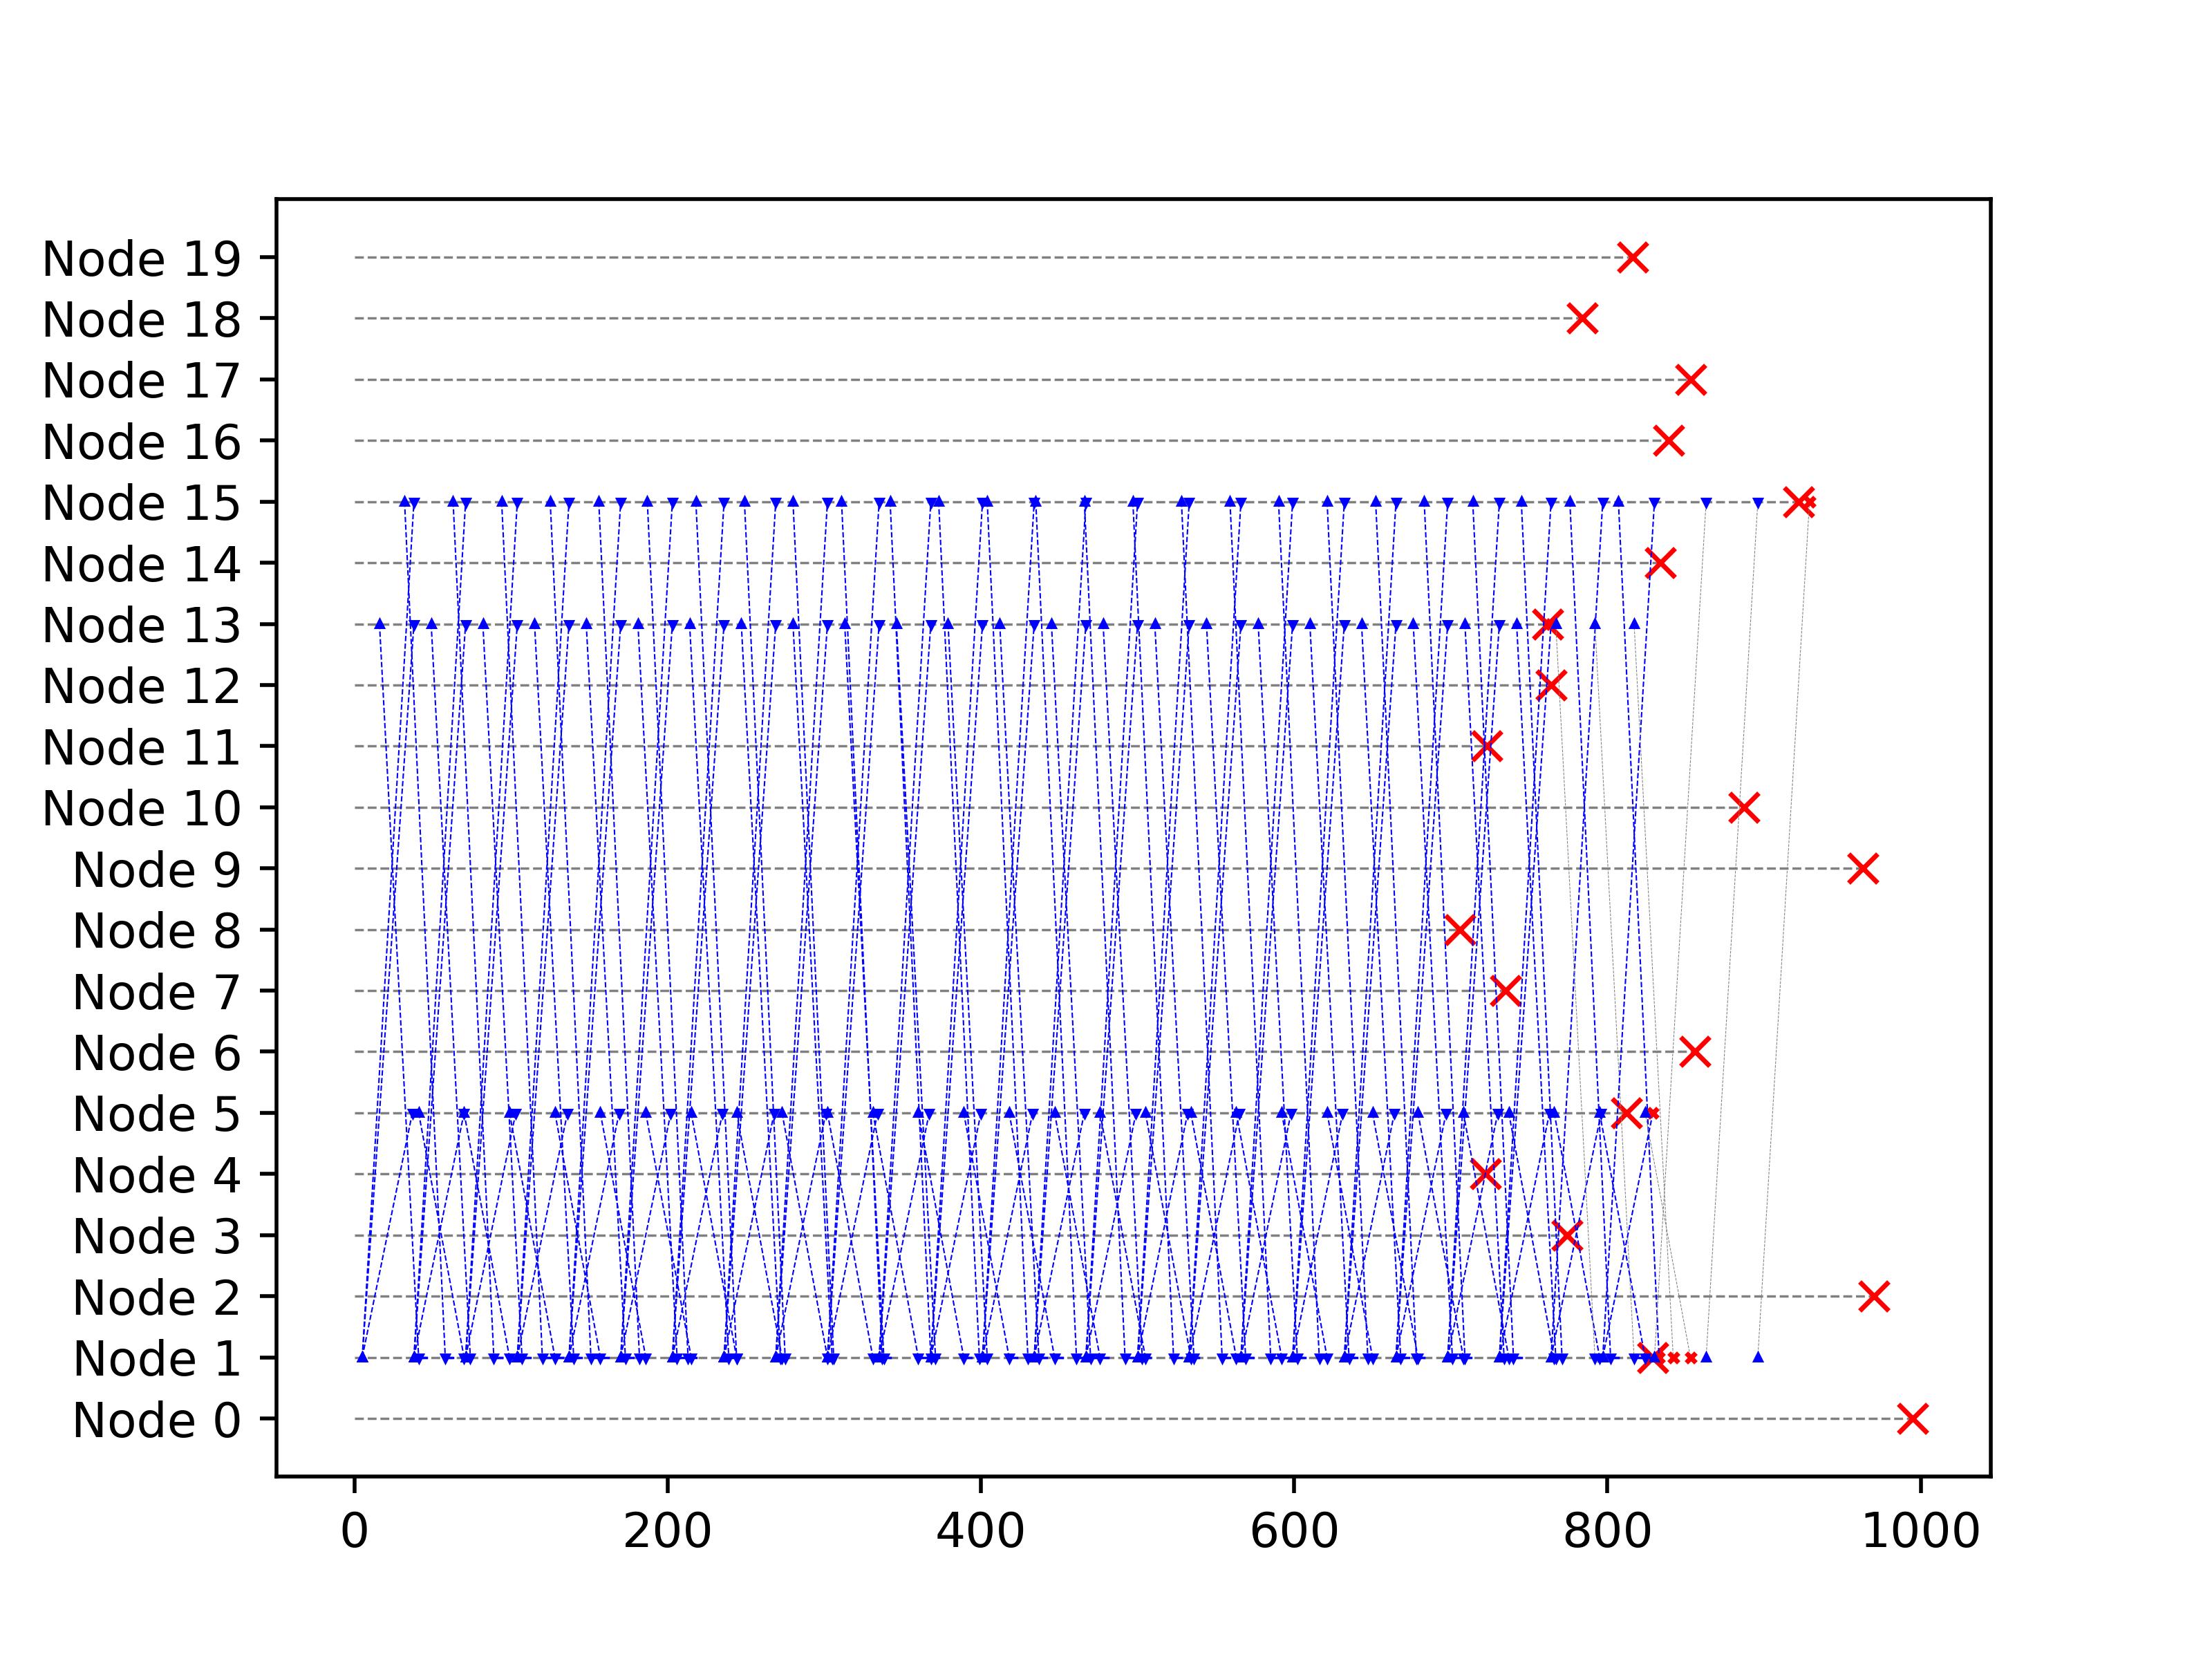 Node 19
Node 18
Node 17
Node 16
Node 15
Node 14
Node 13
Node 12
Node 11
Node 10
Node 9
Node 8
Node 7
Node 6
Node 5
Node 4
Node 3
Node 2
Node 1
Node 0
0 200 400 600 800 1000